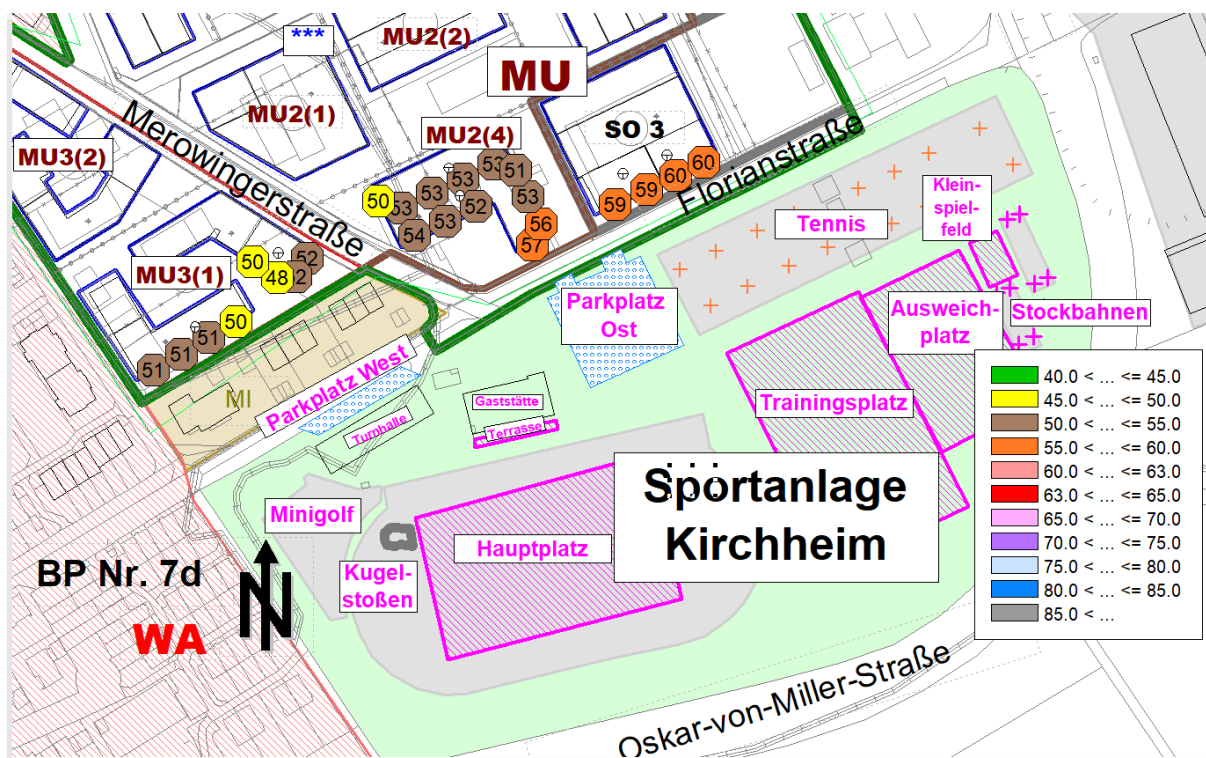 ***
MU2(2)
MU
MU2(1)
MU2(4)
SO 3
Merowingerstraße
MU3(2)
Florianstraße
53
51
60
53
60
50
53
53
53
59
52
53
59
54
56
57
Klein-
spiel-
feld
Tennis
50
52
48
MU3(1)
50
51
51
51
Parkplatz
Ost
Ausweich-
platz
Stockbahnen
MI
Parkplatz West
Gaststätte
Terrasse
Turnhalle
Trainingsplatz
Sportanlage
Kirchheim
Minigolf
Hauptplatz
Kugel-
stoßen
BP Nr. 7d
WA
N
Oskar-von-Miller-Straße
40.0 < ... <= 45.0
45.0 < ... <= 50.0
50.0 < ... <= 55.0
55.0 < ... <= 60.0
60.0 < ... <= 63.0
63.0 < ... <= 65.0
65.0 < ... <= 70.0
70.0 < ... <= 75.0
75.0 < ... <= 80.0
80.0 < ... <= 85.0
85.0 < ...